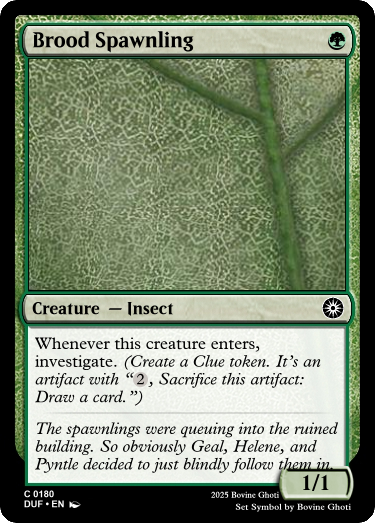 Brood Spawnling
Creature — Insect
Whenever this creature enters,
investigate. (Create a Clue token. It's an
artifact with “2, Sacrifice this artifact:
Draw a card.”)
The spawnlings were queuing into the ruined
building. So obviously Geal, Helene, and
Pyntle decided to just blindly follow them in.
1/1
C 0180
DUF • EN
2025 Bovine Ghoti
Set Symbol by Bovine Ghoti